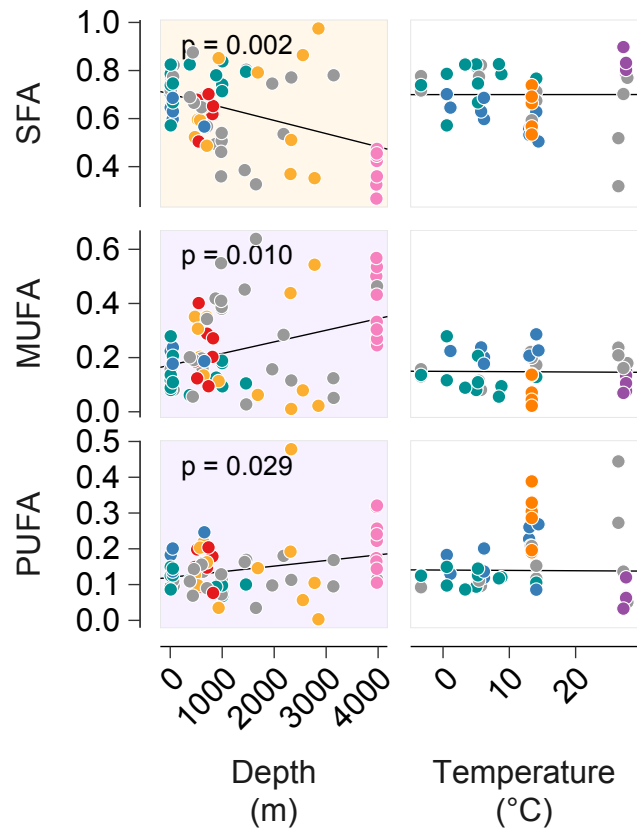 SFA
1.0
0.8
0.6
0.4
p = 0.002
MUFA
0.6
0.4
0.2
0.0
p = 0.010
PUFA
0.5
0.4
0.3
0.2
0.1
0.0
p = 0.029
0
1000
2000
3000
4000
0
10
20
Depth
(m)
Temperature
(°C)